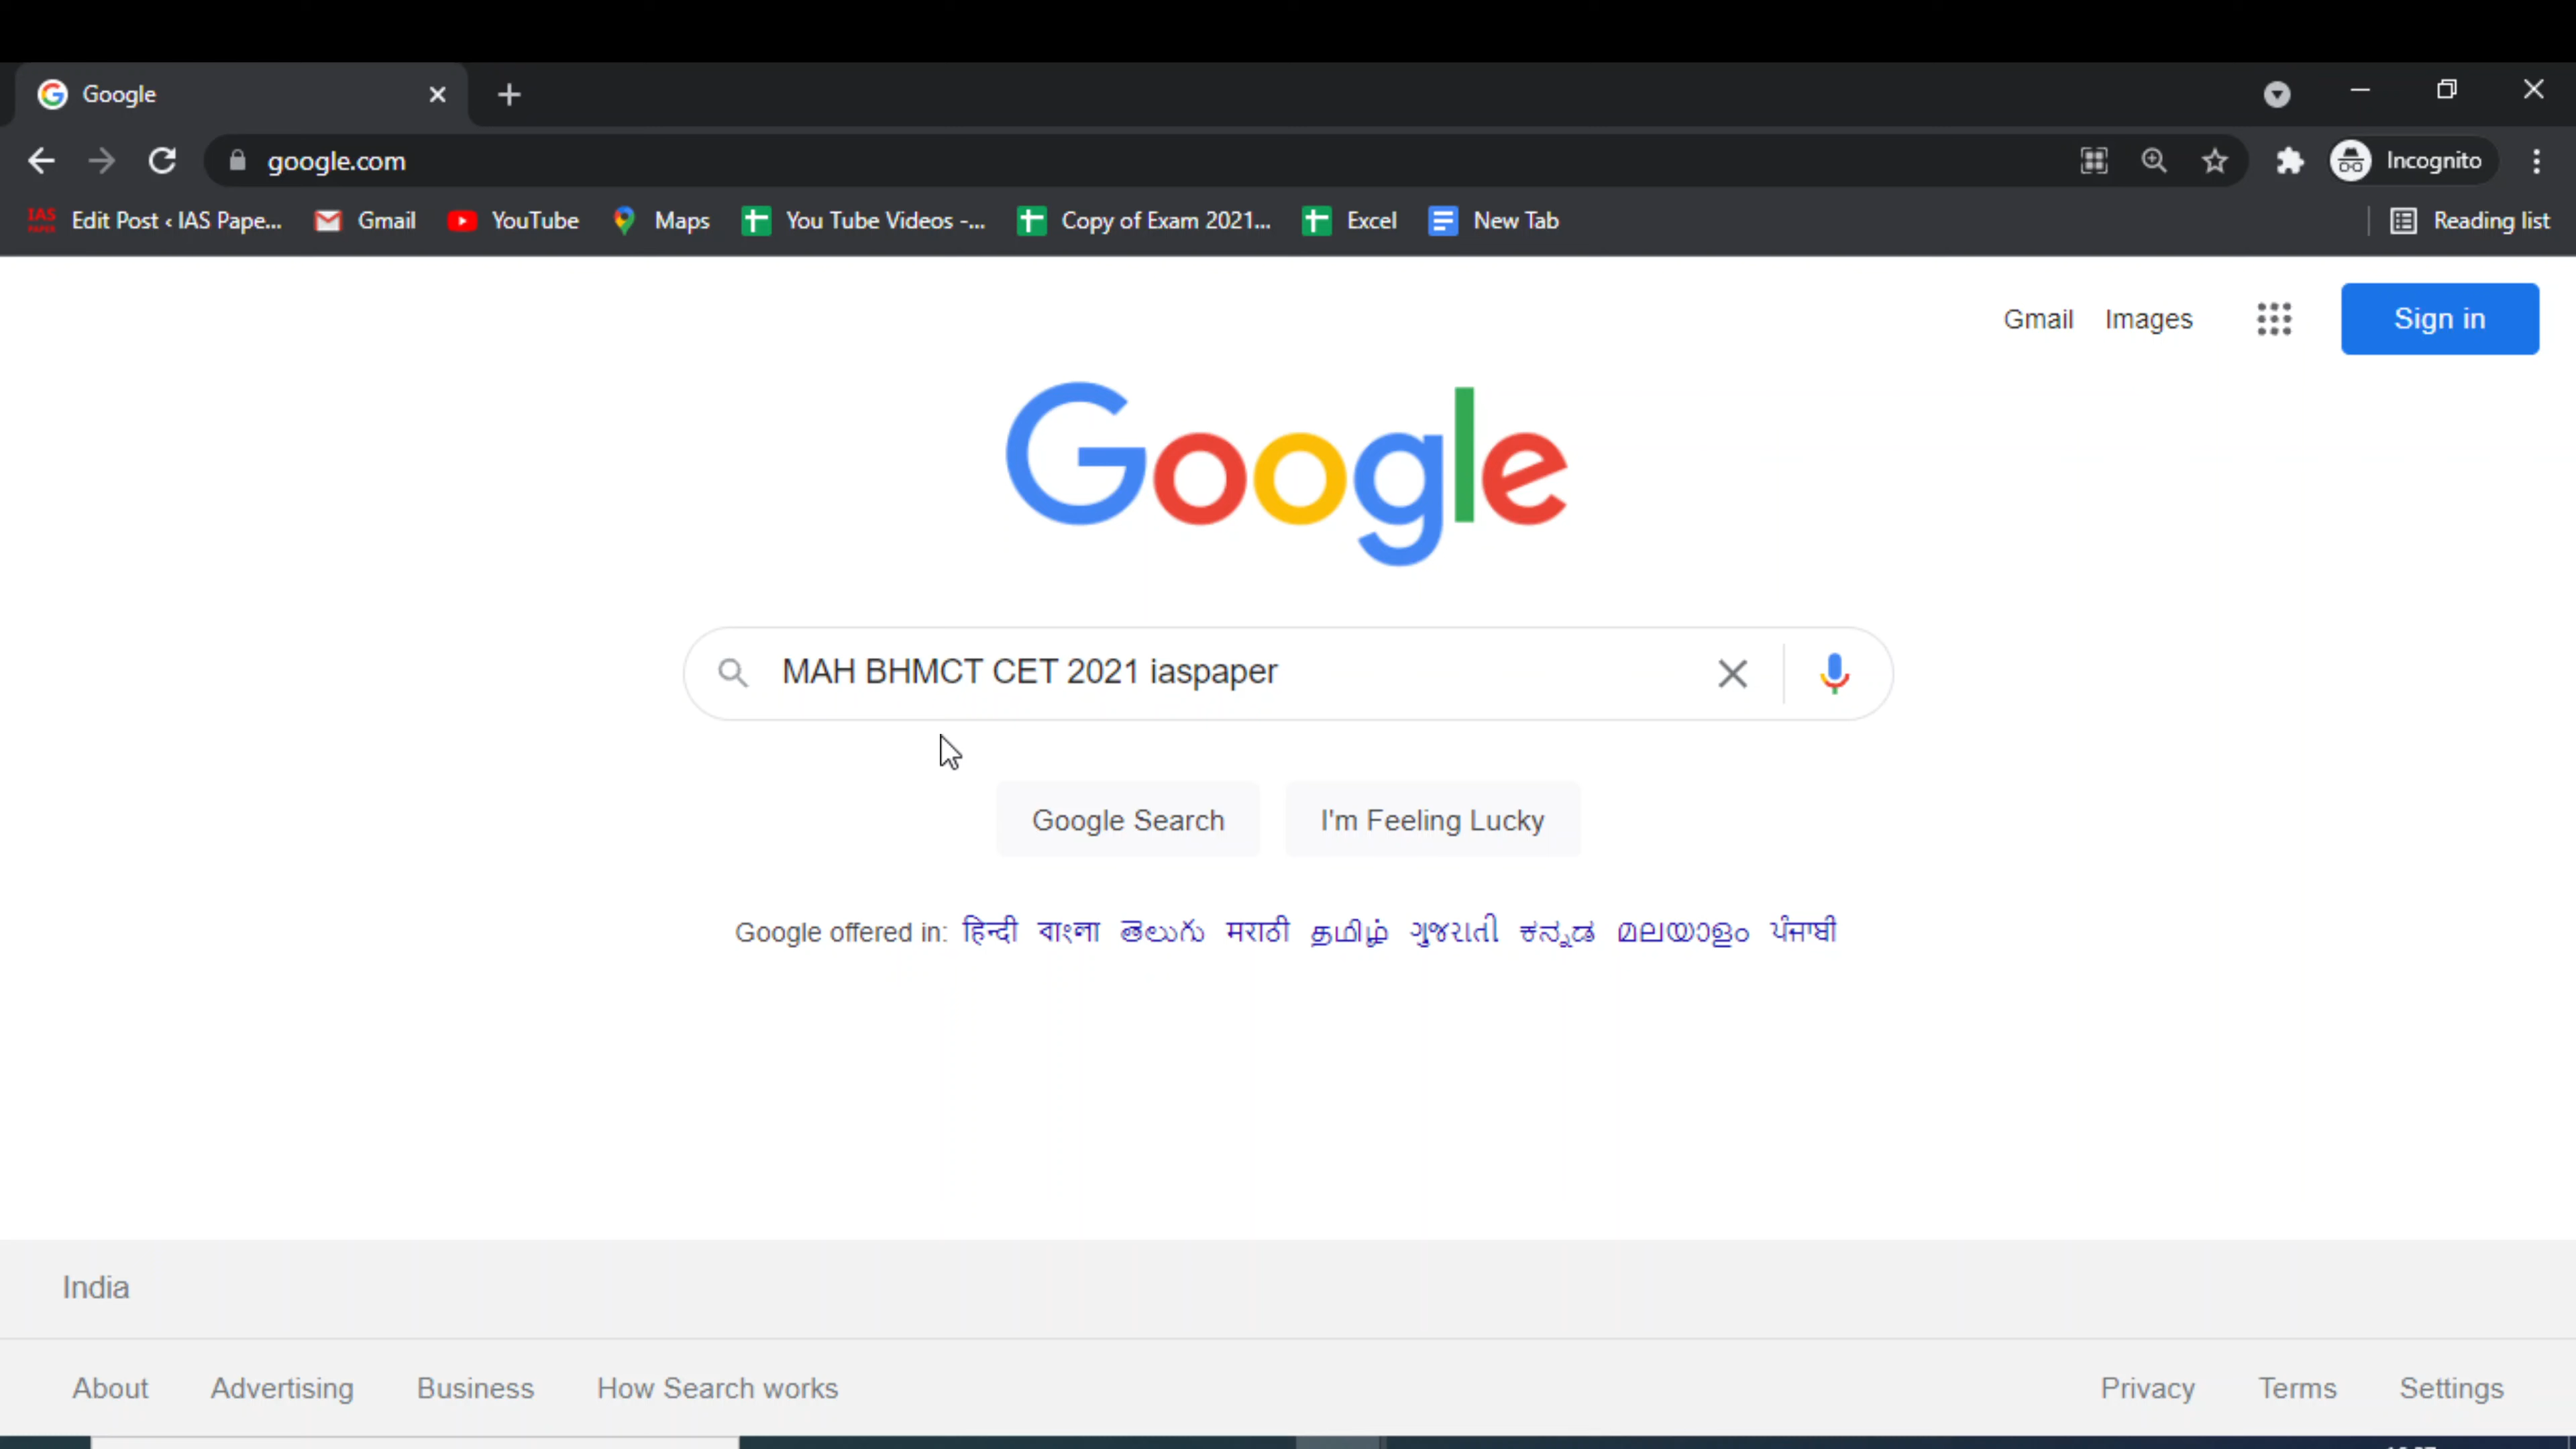 Google
google.com
Incognito
IAS PAPER Edit Post ‹ IAS Pape... Gmail YouTube Maps You Tube Videos -... Copy of Exam 2021... Excel New Tab Reading list
Gmail Images Sign in
Google
MAH BHMCT CET 2021 iaspaper
Google Search I'm Feeling Lucky
Google offered in: हिन्दी বাংলা తెలుగు मराठी தமிழ் ગુજરાતી ಕನ್ನಡ മലയാളം ਪੰਜਾਬੀ
India
About Advertising Business How Search works Privacy Terms Settings